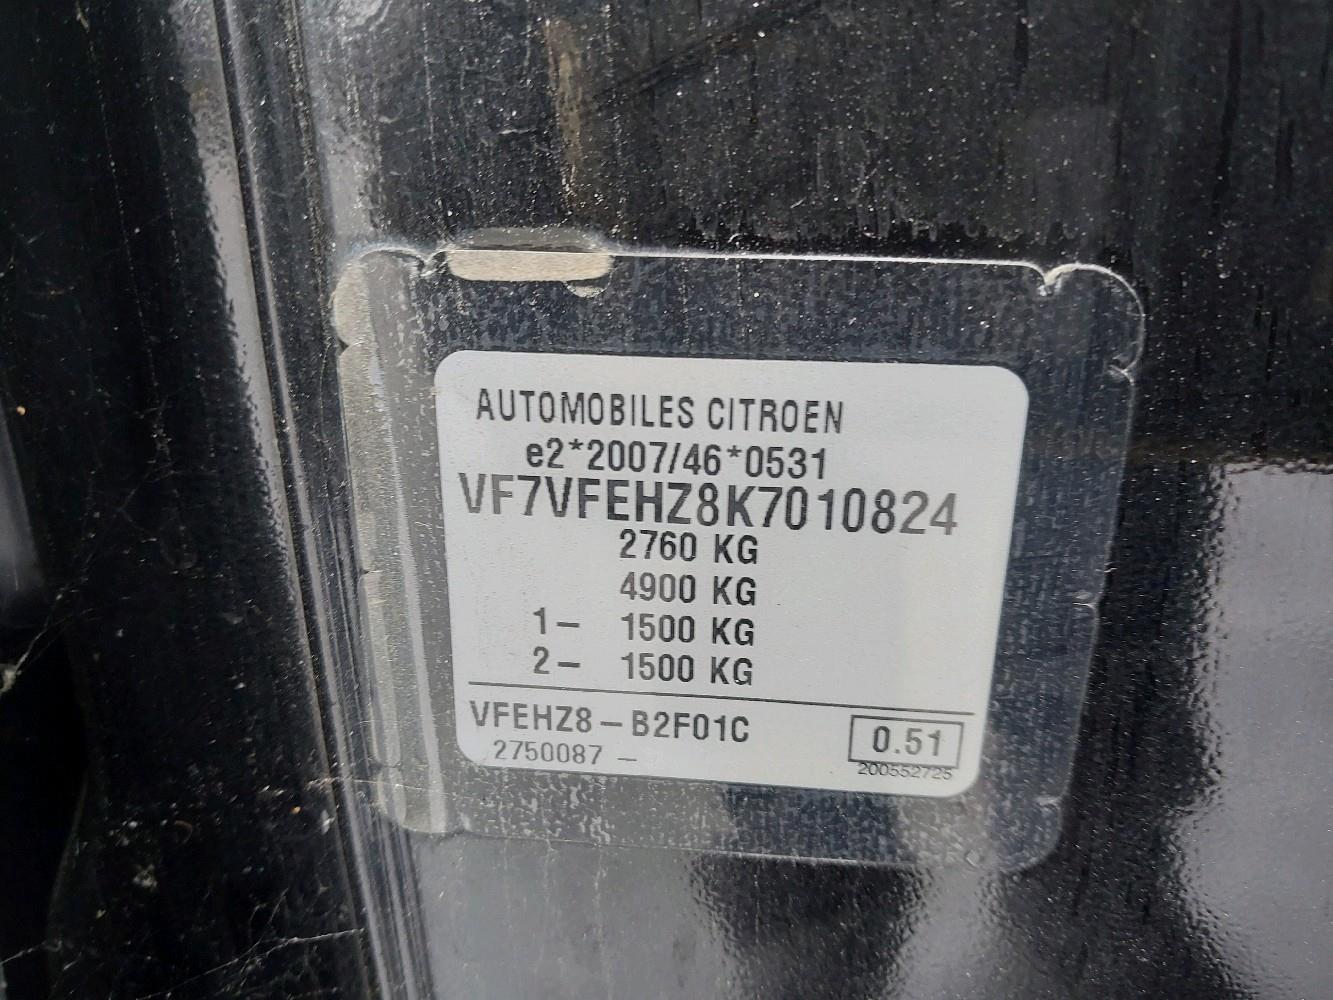 AUTOMOBILES CITROEN
e2*2007/46*0531
VF7VFEHZ8K7010824
2760 KG
4900 KG
1- 1500 KG
2- 1500 KG
VFEHZ8-B2F01C
0.51
2750087 -
200552725